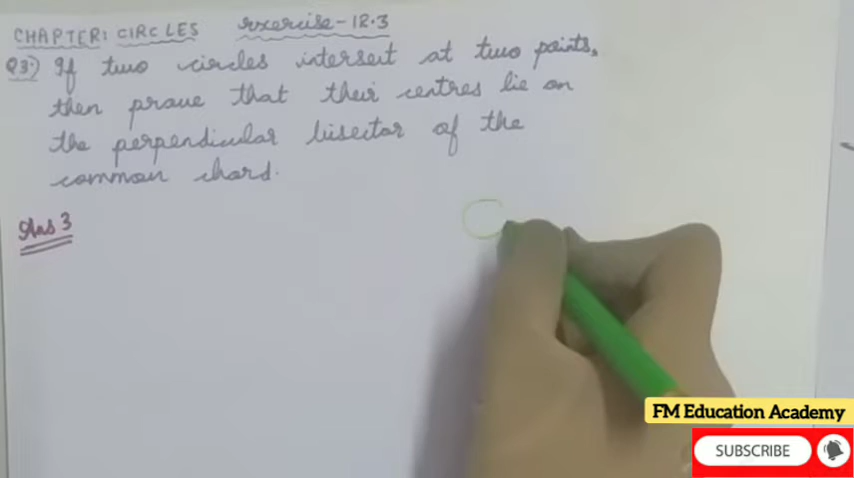 CHAPTER: CIRCLES exercise-12.3
Q3:) If two circles intersect at two points,
then prove that their centres lie on
the perpendicular bisector of the
common chord.
Ans 3
FM Education Academy
SUBSCRIBE